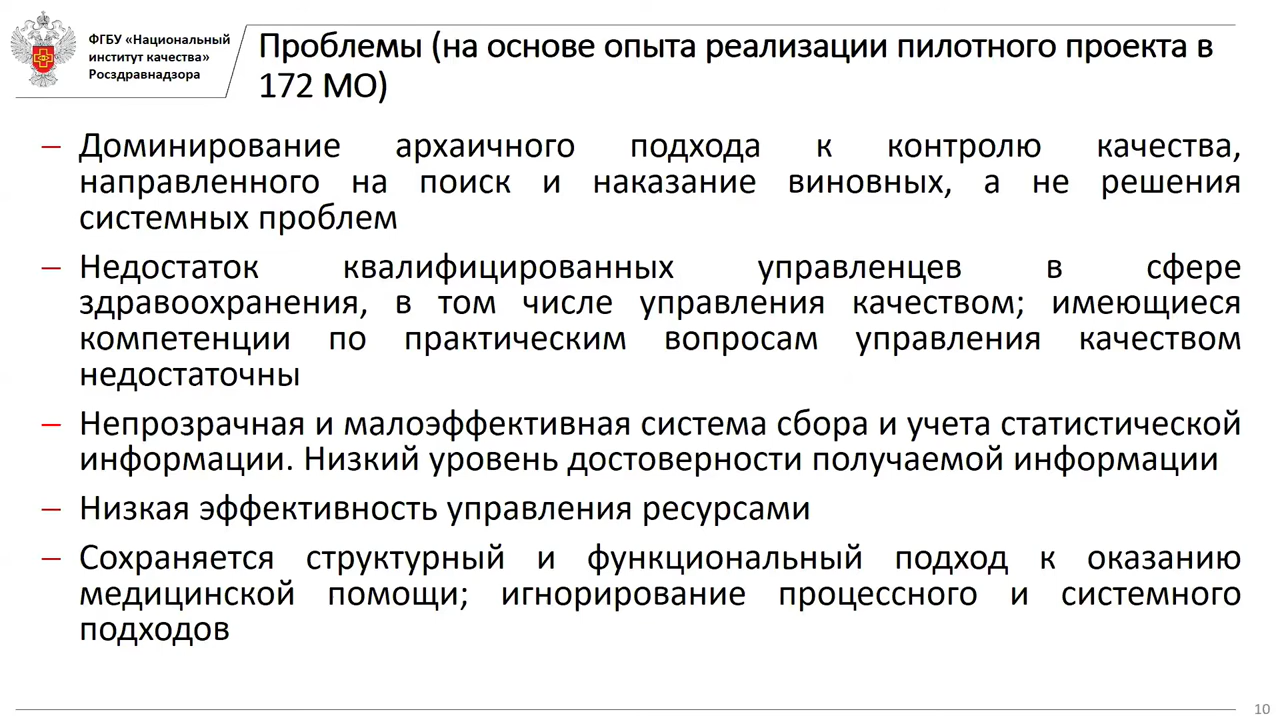 ФГБУ «Национальный
институт качества»
Росздравнадзора
Проблемы (на основе опыта реализации пилотного проекта в
172 МО)
– Доминирование архаичного подхода к контролю качества,
направленного на поиск и наказание виновных, а не решения
системных проблем
– Недостаток квалифицированных управленцев в сфере
здравоохранения, в том числе управления качеством; имеющиеся
компетенции по практическим вопросам управления качеством
недостаточны
– Непрозрачная и малоэффективная система сбора и учета статистической
информации. Низкий уровень достоверности получаемой информации
– Низкая эффективность управления ресурсами
– Сохраняется структурный и функциональный подход к оказанию
медицинской помощи; игнорирование процессного и системного
подходов
10